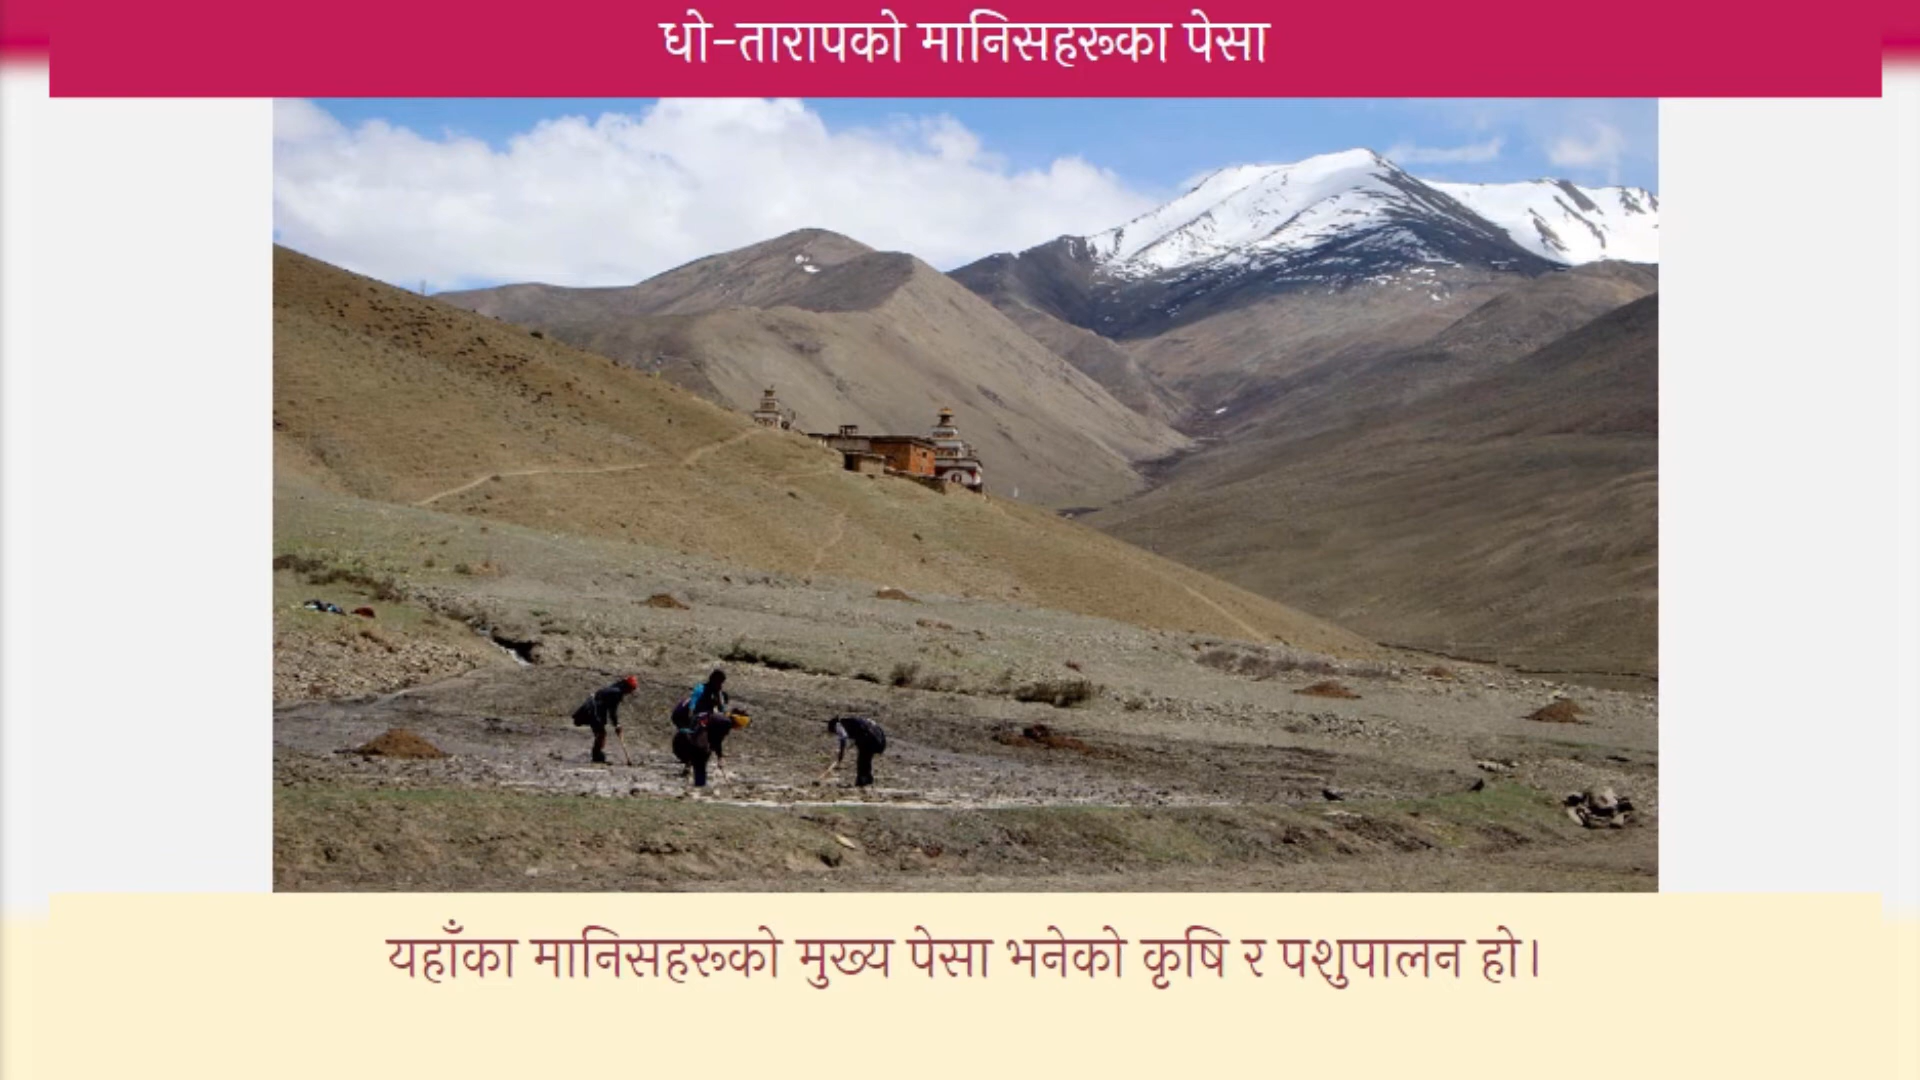 धो-तारापको मानिसहरूका पेसा
यहाँका मानिसहरूको मुख्य पेसा भनेको कृषि र पशुपालन हो।